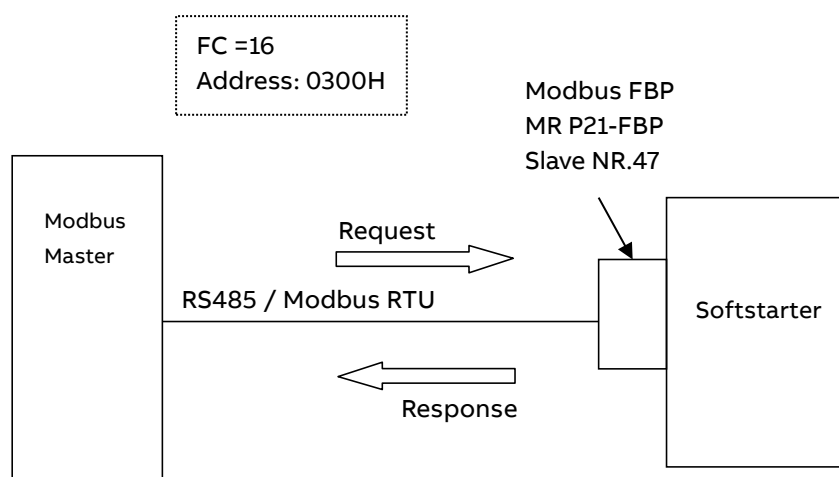 FC =16
Address: 0300H
Modbus FBP
MR P21-FBP
Slave NR.47
Modbus
Master
Request
RS485 / Modbus RTU
Softstarter
Response